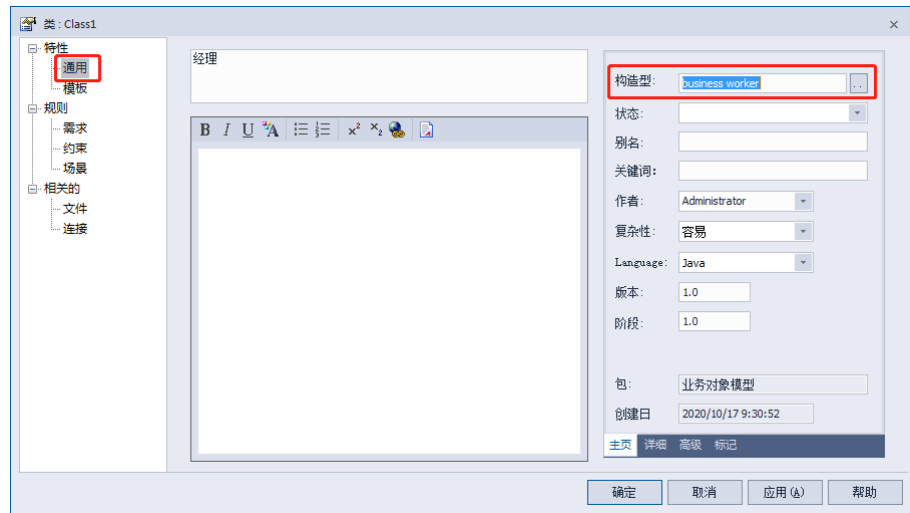 类 : Class1
特性
通用
模板
规则
需求
约束
场景
相关的
文件
连接
经理
B I U A x² ×₂
构造型: business worker ..
状态:
别名:
关键词:
作者: Administrator
复杂性: 容易
Language: Java
版本: 1.0
阶段: 1.0
包: 业务对象模型
创建日 2020/10/17 9:30:52
主页 详细 高级 标记
确定 取消 应用(A) 帮助